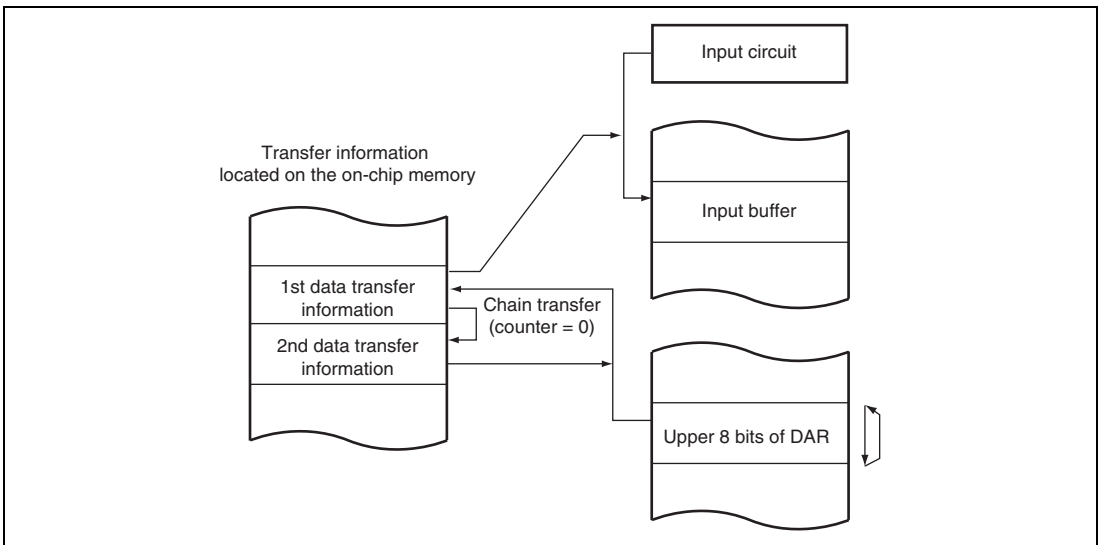 Input circuit
Transfer information
located on the on-chip memory
Input buffer
1st data transfer
information
Chain transfer
(counter = 0)
2nd data transfer
information
Upper 8 bits of DAR